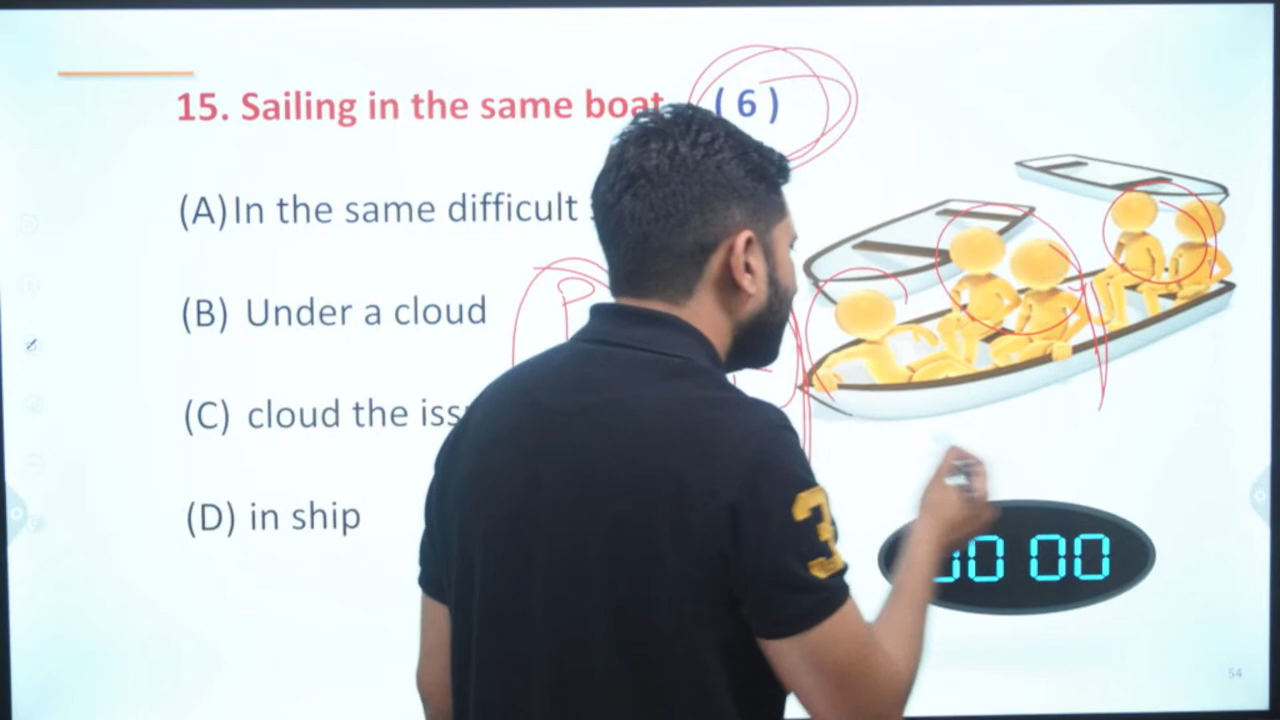 15. Sailing in the same boat ( 6 )
(A) In the same difficult
(B) Under a cloud
(C) cloud the iss
(D) in ship
3
00 00
54